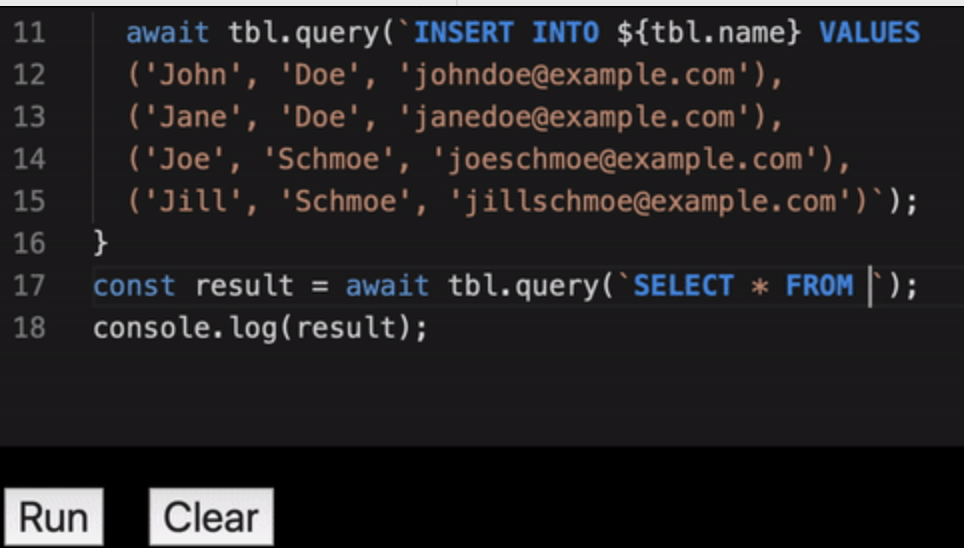 11 await tbl.query(`INSERT INTO ${tbl.name} VALUES
12 ('John', 'Doe', 'johndoe@example.com'),
13 ('Jane', 'Doe', 'janedoe@example.com'),
14 ('Joe', 'Schmoe', 'joeschmoe@example.com'),
15 ('Jill', 'Schmoe', 'jillschmoe@example.com')`);
16 }
17 const result = await tbl.query(`SELECT * FROM `);
18 console.log(result);
Run Clear